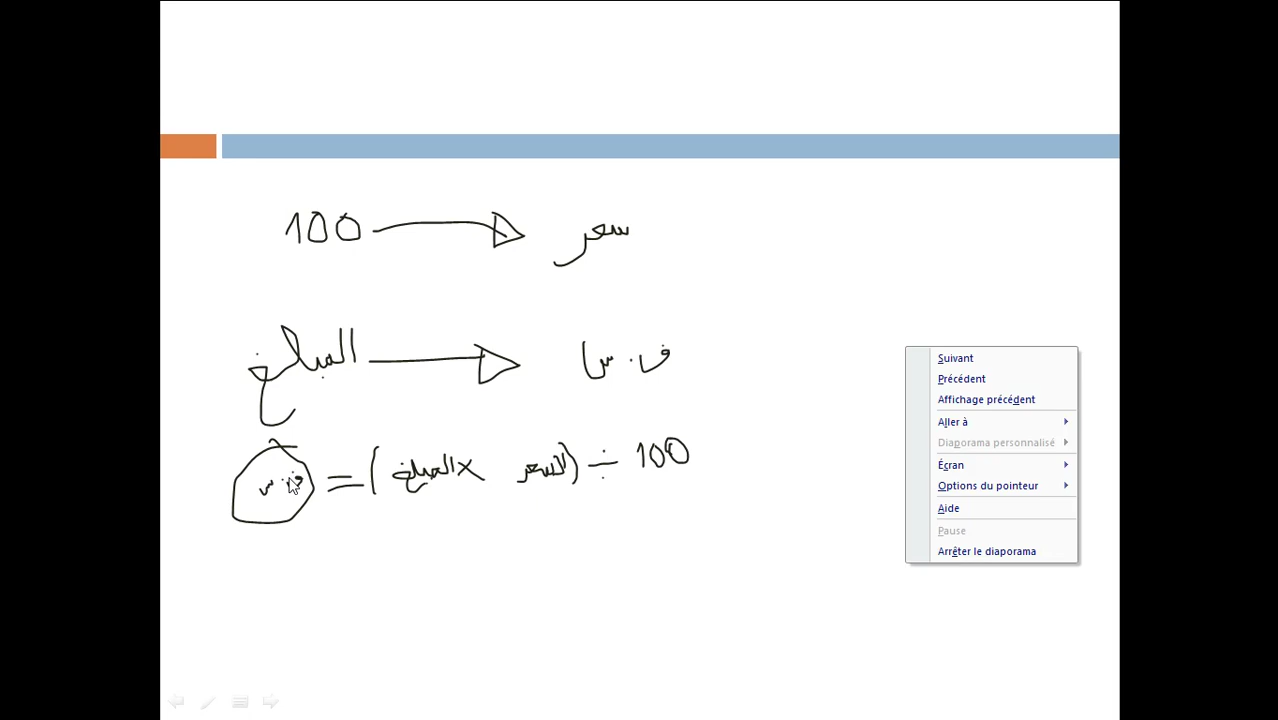 100 → سعر
المبلغ → ف.س
ف.س = (المبلغ × السعر) ÷ 100
Suivant
Précédent
Affichage précédent
Aller à
Diaporama personnalisé
Écran
Options du pointeur
Aide
Pause
Arrêter le diaporama